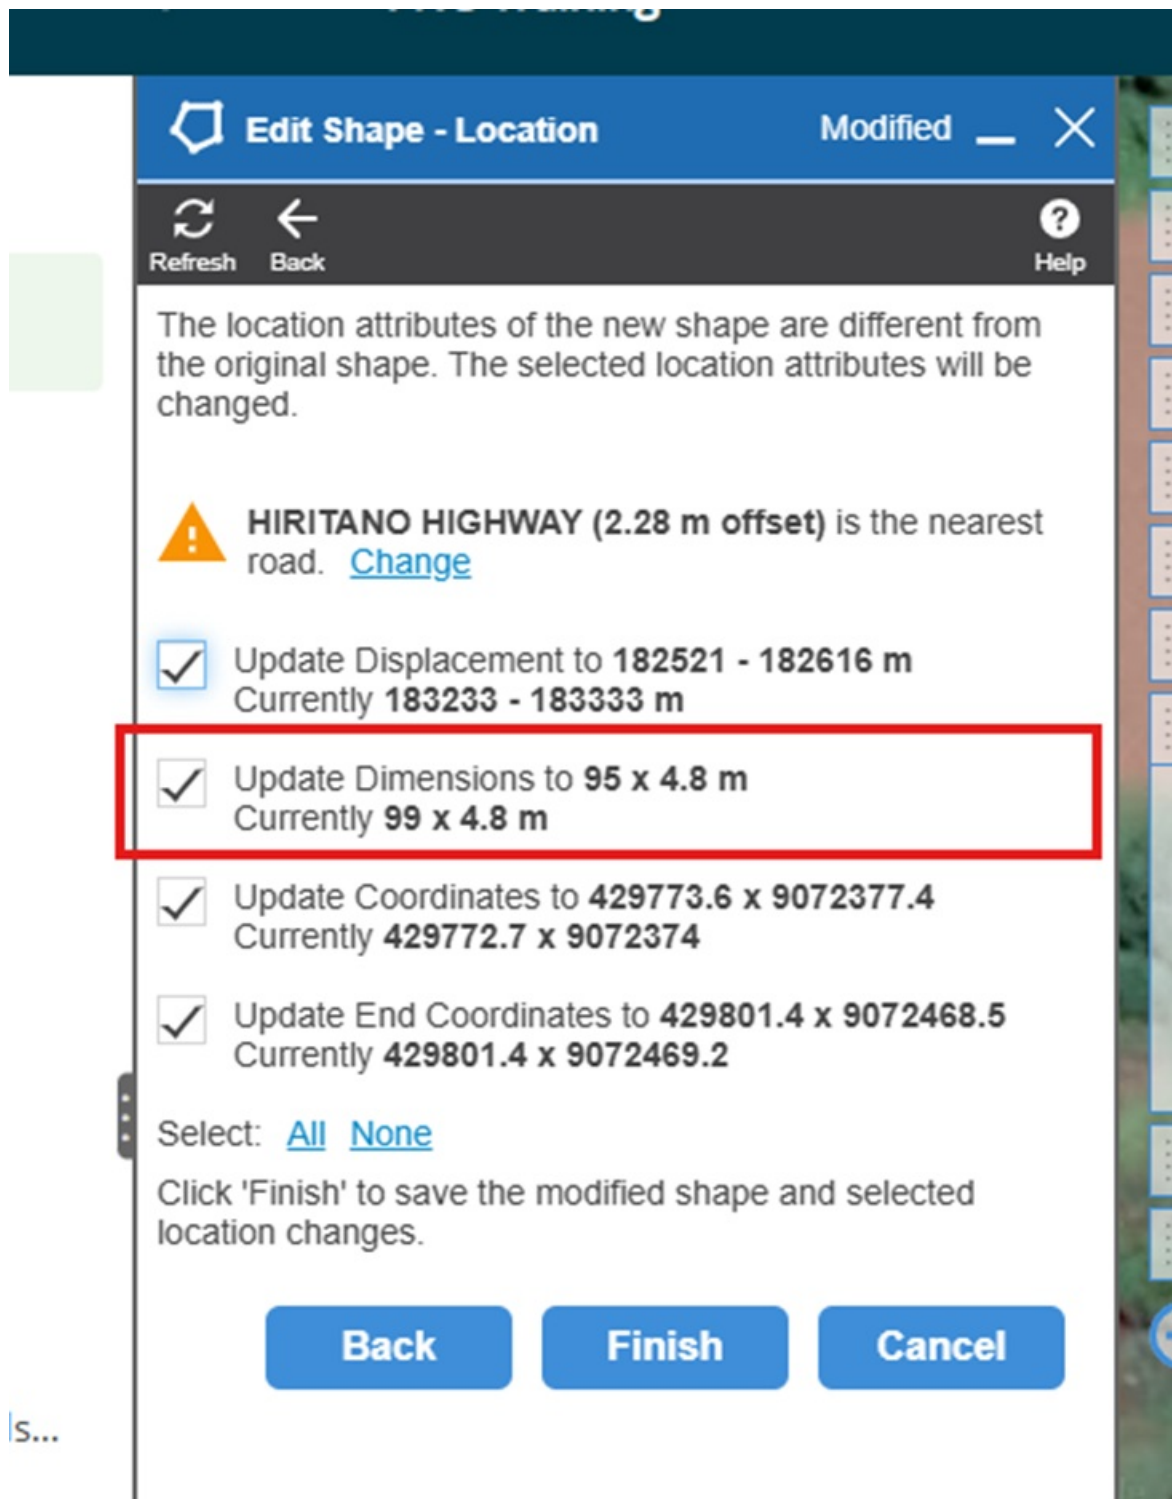 Training
Edit Shape - Location
Modified
Refresh
Back
Help
The location attributes of the new shape are different from
the original shape. The selected location attributes will be
changed.
HIRITANO HIGHWAY (2.28 m offset) is the nearest
road. Change
Update Displacement to 182521 - 182616 m
Currently 183233 - 183333 m
Update Dimensions to 95 x 4.8 m
Currently 99 x 4.8 m
Update Coordinates to 429773.6 x 9072377.4
Currently 429772.7 x 9072374
Update End Coordinates to 429801.4 x 9072468.5
Currently 429801.4 x 9072469.2
Select: All None
Click 'Finish' to save the modified shape and selected
location changes.
Back
Finish
Cancel
s...